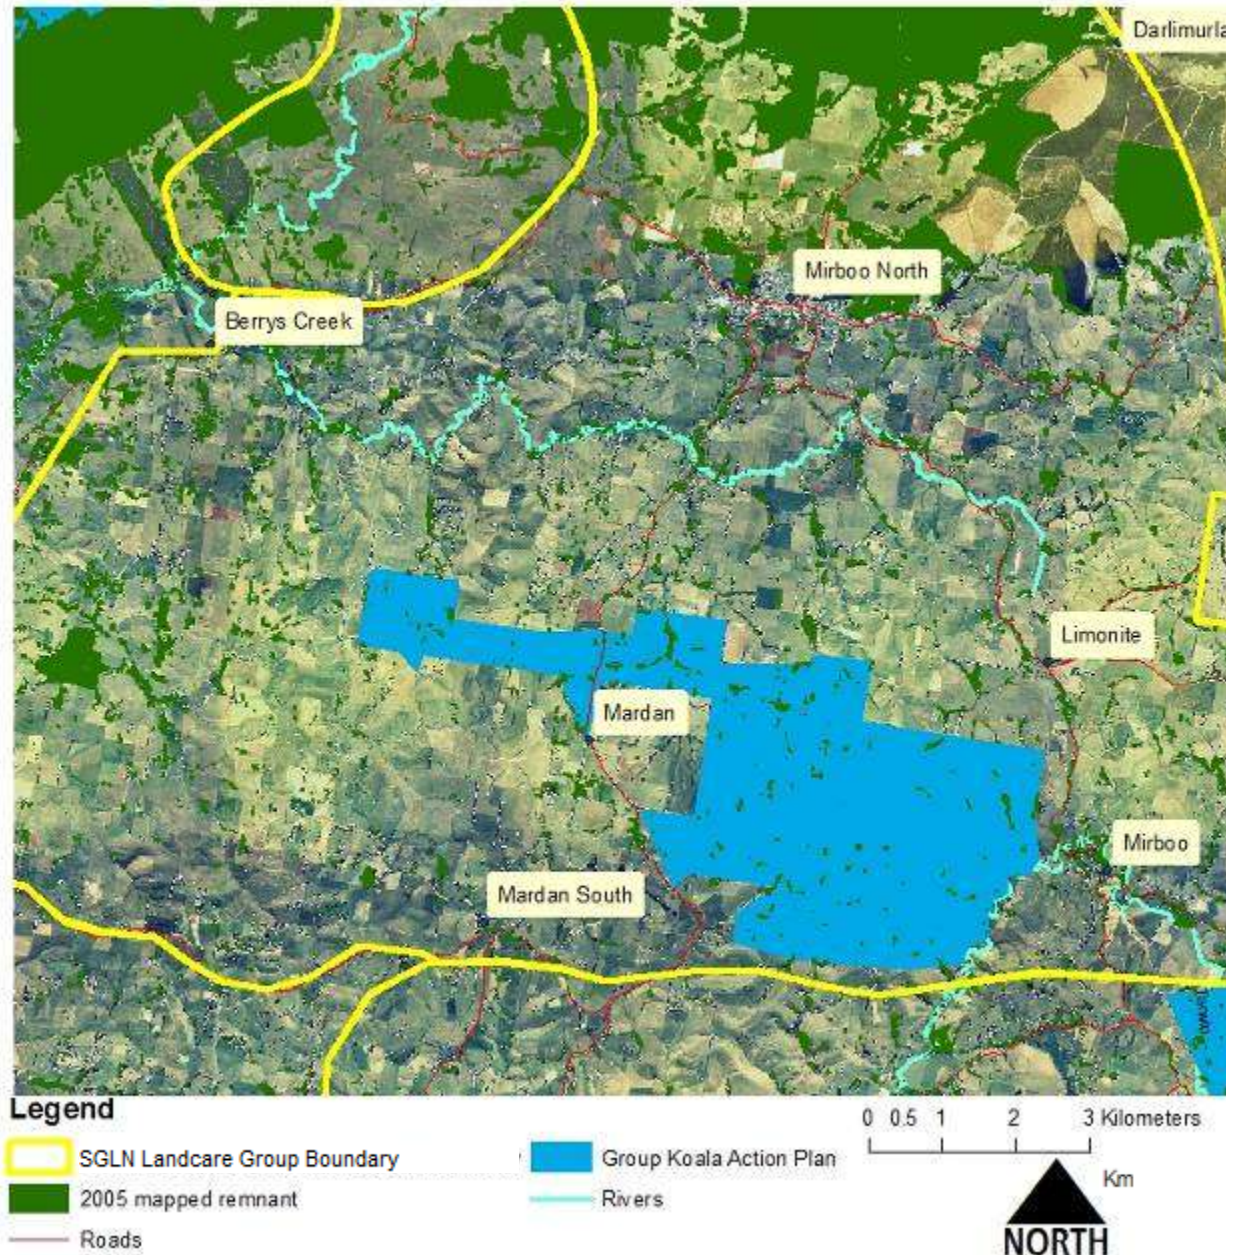 Darlimurla
Mirboo North
Berrys Creek
Limonite
Mardan
Mirboo
Mardan South
Legend
SGLN Landcare Group Boundary
2005 mapped remnant
Roads
Group Koala Action Plan
Rivers
0 0.5 1 2 3 Kilometers
Km
NORTH